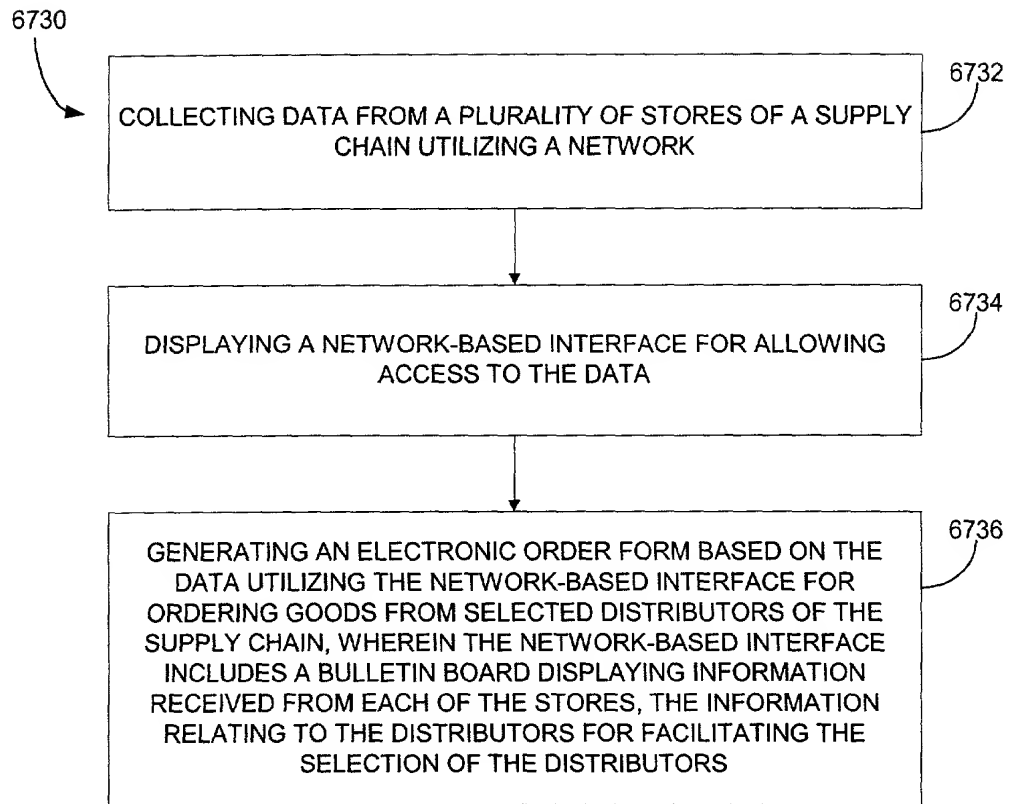 6730
6732
COLLECTING DATA FROM A PLURALITY OF STORES OF A SUPPLY
CHAIN UTILIZING A NETWORK
6734
DISPLAYING A NETWORK-BASED INTERFACE FOR ALLOWING
ACCESS TO THE DATA
6736
GENERATING AN ELECTRONIC ORDER FORM BASED ON THE
DATA UTILIZING THE NETWORK-BASED INTERFACE FOR
ORDERING GOODS FROM SELECTED DISTRIBUTORS OF THE
SUPPLY CHAIN, WHEREIN THE NETWORK-BASED INTERFACE
INCLUDES A BULLETIN BOARD DISPLAYING INFORMATION
RECEIVED FROM EACH OF THE STORES, THE INFORMATION
RELATING TO THE DISTRIBUTORS FOR FACILITATING THE
SELECTION OF THE DISTRIBUTORS